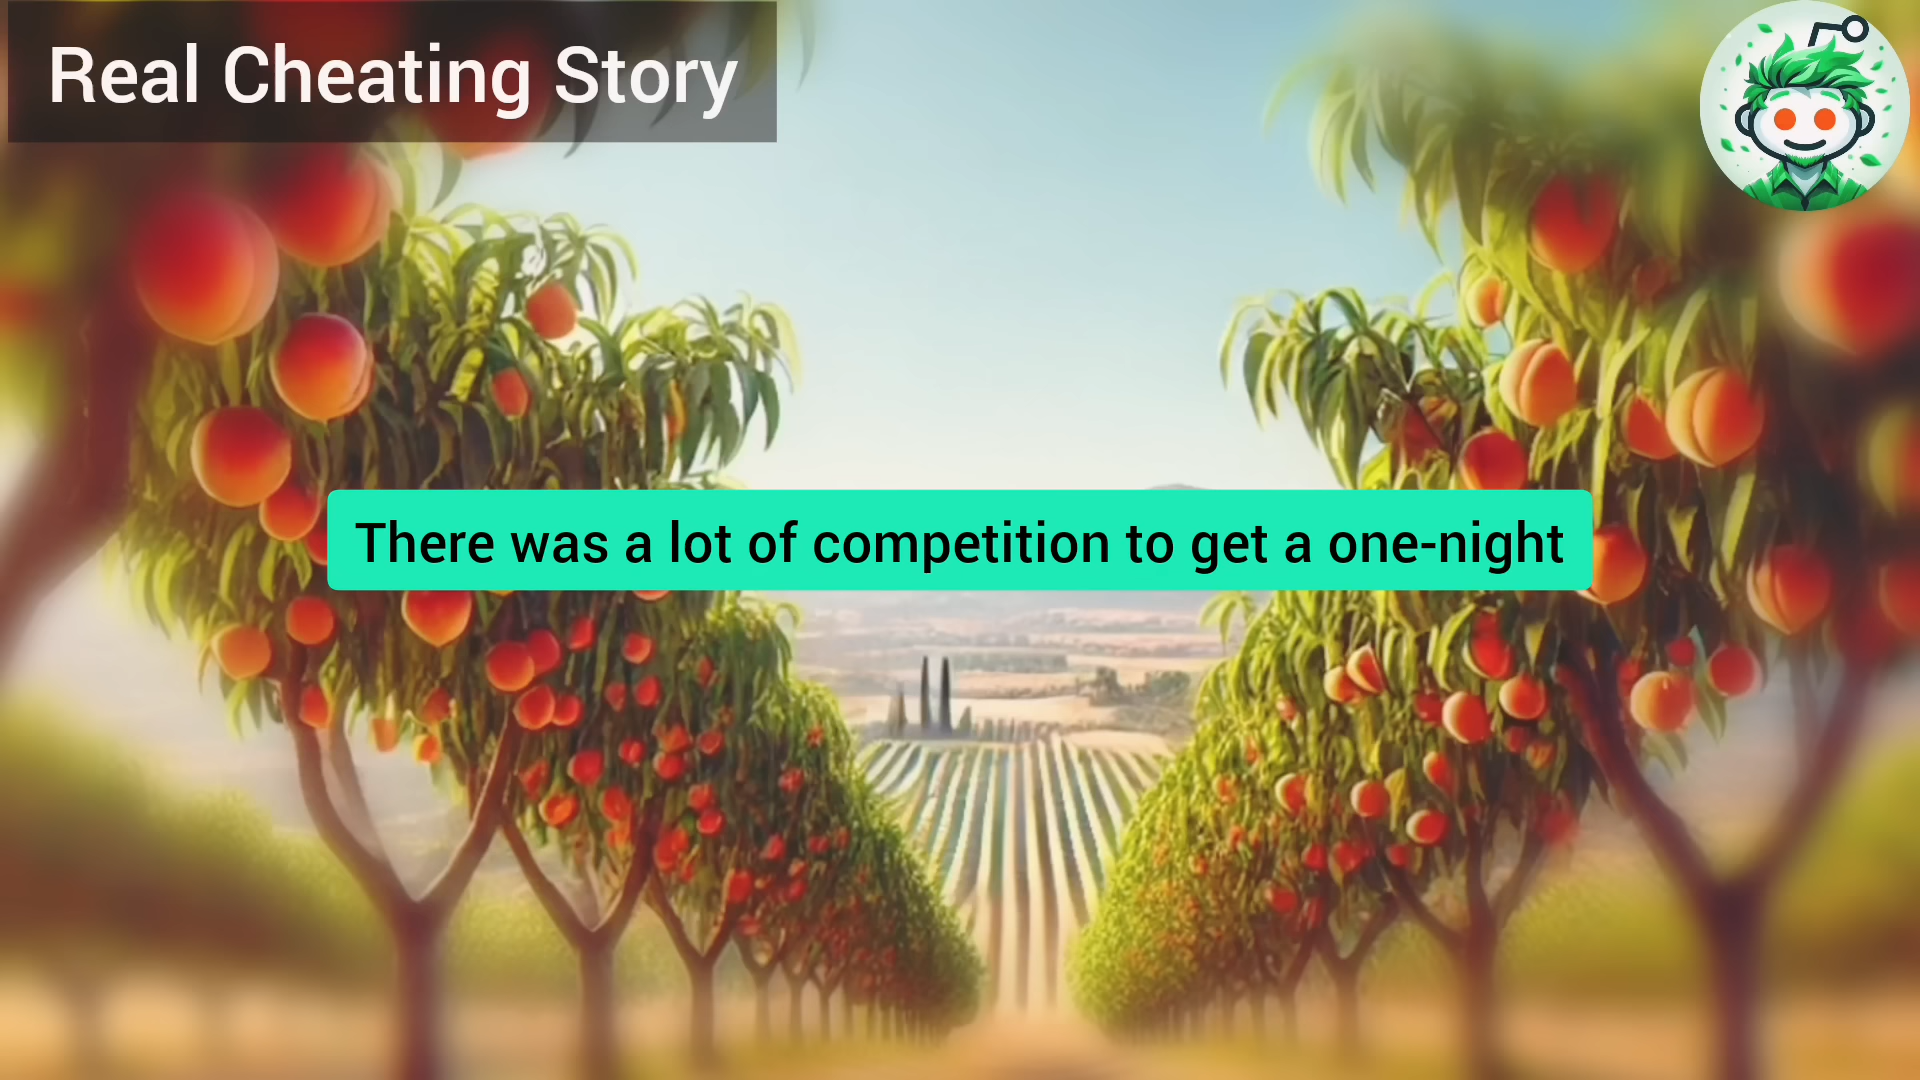 Real Cheating Story
There was a lot of competition to get a one-night